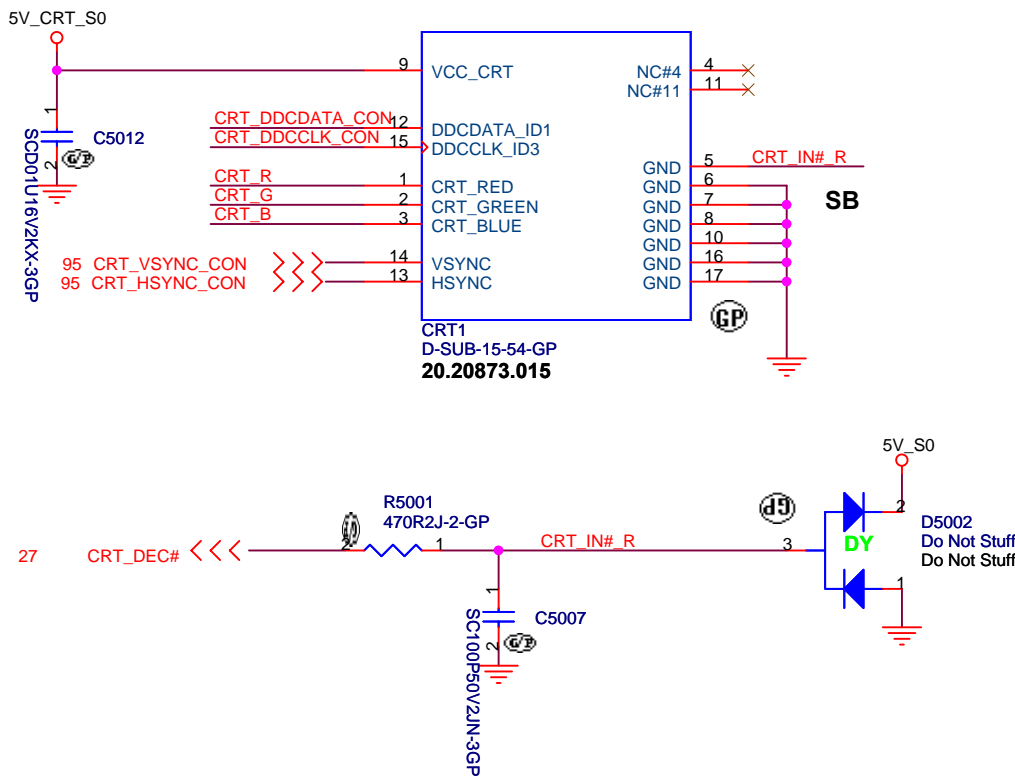 5V_CRT_S0
9 VCC_CRT NC#4 4
NC#11 11
1
C5012
2
G/P
SCD01U16V2KX-3GP
CRT_DDCDATA_CON 12 DDCDATA_ID1
CRT_DDCCLK_CON 15 DDCCLK_ID3
GND 5 CRT_IN#_R
CRT_R 1 CRT_RED GND 6
CRT_G 2 CRT_GREEN GND 7
CRT_B 3 CRT_BLUE GND 8
GND 10
SB
95 CRT_VSYNC_CON 14 VSYNC GND 16
95 CRT_HSYNC_CON 13 HSYNC GND 17
GP
CRT1
D-SUB-15-54-GP
20.20873.015
5V_S0
R5001
470R2J-2-GP
GP
27 CRT_DEC# 2 1 CRT_IN#_R 3
2
D5002
DY
Do Not Stuff
Do Not Stuff
1
1
C5007
2
G/P
SC100P50V2JN-3GP